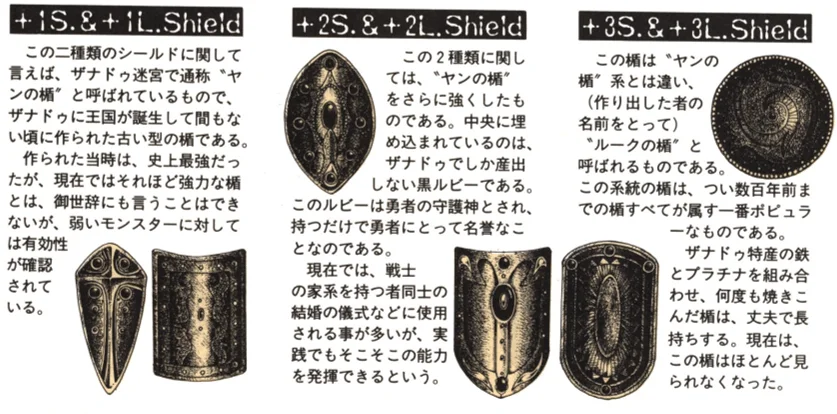 +1S.&+1L.Shield
この二種類のシールドに関して
言えば、ザナドゥ迷宮で通称〝ヤ
ンの楯〟と呼ばれているもので、
ザナドゥに王国が誕生して間もな
い頃に作られた古い型の楯である。
作られた当時は、史上最強だっ
たが、現在ではそれほど強力な楯
とは、御世辞にも言うことはでき
ないが、弱いモンスターに対して
は有効性
が確認
されて
いる。
+2S.&+2L.Shield
この2種類に関し
ては、〝ヤンの楯〟
をさらに強くしたも
のである。中央に埋
め込まれているのは、
ザナドゥでしか産出
しない黒ルビーである。
このルビーは勇者の守護神とされ、
持つだけで勇者にとって名誉なこ
となのである。
現在では、戦士
の家系を持つ者同士の
結婚の儀式などに使用
される事が多いが、実
践でもそこそこの能力
を発揮できるという。
+3S.&+3L.Shield
この楯は〝ヤンの
楯〟系とは違い、
(作り出した者の
名前をとって)
〝ルークの楯〟と
呼ばれるものである。
この系統の楯は、つい数百年前ま
での楯すべてが属す一番ポピュラ
ーなものである。
ザナドゥ特産の鉄
とプラチナを組み合
わせ、何度も焼きこ
んだ楯は、丈夫で長
持ちする。現在は、
この楯はほとんど見
られなくなった。